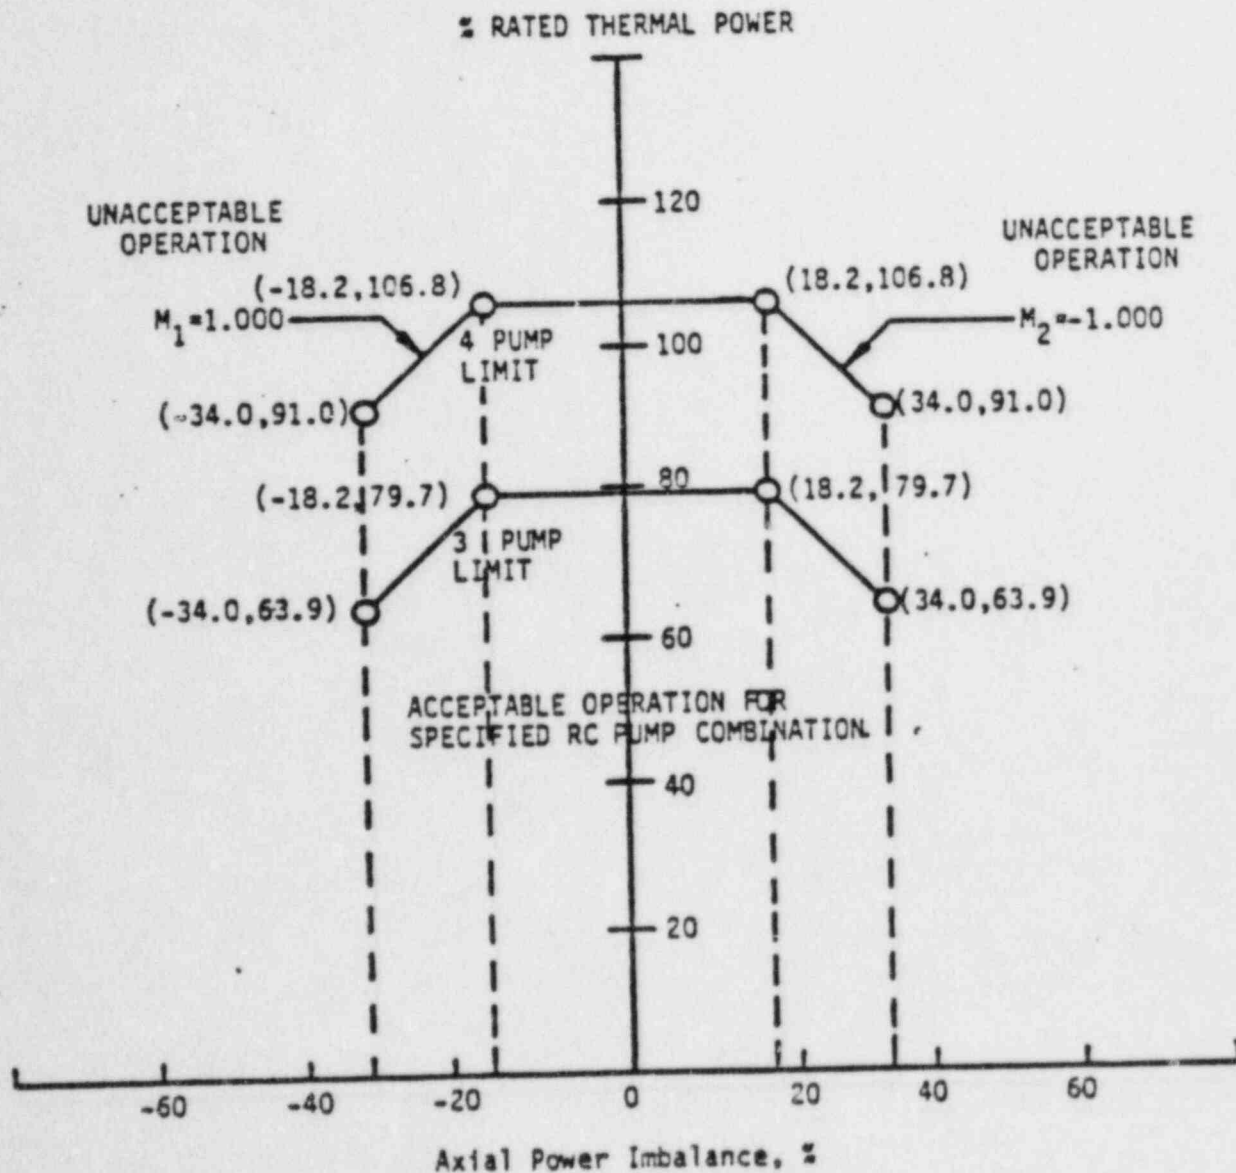 % RATED THERMAL POWER
120
UNACCEPTABLE
OPERATION
UNACCEPTABLE
OPERATION
(-18.2,106.8)
(18.2,106.8)
M1=1.000
M2=-1.000
4 PUMP
LIMIT
100
(-34.0,91.0)
(34.0,91.0)
80
(-18.2,79.7)
(18.2,79.7)
3 PUMP
LIMIT
(-34.0,63.9)
(34.0,63.9)
60
ACCEPTABLE OPERATION FOR
SPECIFIED RC PUMP COMBINATION
40
20
-60 -40 -20 0 20 40 60
Axial Power Imbalance, %